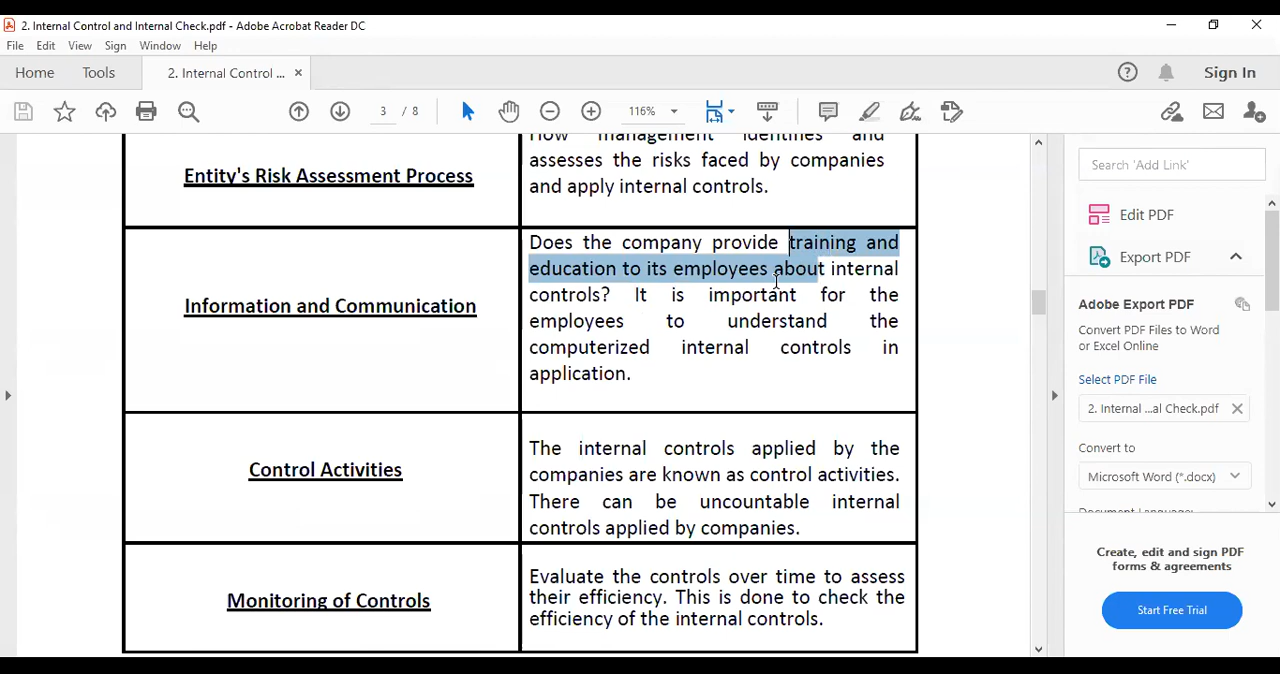 2. Internal Control and Internal Check.pdf - Adobe Acrobat Reader DC
File Edit View Sign Window Help
Home Tools 2. Internal Control ... × Sign In
3 / 8 116%
How management identifies and
assesses the risks faced by companies
and apply internal controls.
Entity's Risk Assessment Process
Does the company provide training and
education to its employees about internal
controls? It is important for the
employees to understand the
computerized internal controls in
application.
Information and Communication
The internal controls applied by the
companies are known as control activities.
There can be uncountable internal
controls applied by companies.
Control Activities
Evaluate the controls over time to assess
their efficiency. This is done to check the
efficiency of the internal controls.
Monitoring of Controls
Search 'Add Link'
Edit PDF
Export PDF
Adobe Export PDF
Convert PDF Files to Word
or Excel Online
Select PDF File
2. Internal ...al Check.pdf
Convert to
Microsoft Word (*.docx)
Document Language:
Create, edit and sign PDF
forms & agreements
Start Free Trial